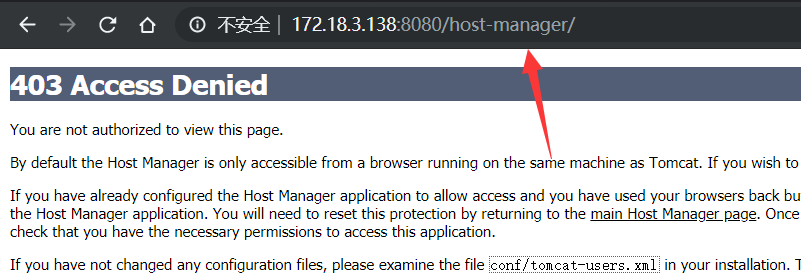 不安全 | 172.18.3.138:8080/host-manager/
403 Access Denied
You are not authorized to view this page.
By default the Host Manager is only accessible from a browser running on the same machine as Tomcat. If you wish to
If you have already configured the Host Manager application to allow access and you have used your browsers back bu
the Host Manager application. You will need to reset this protection by returning to the main Host Manager page. Once
check that you have the necessary permissions to access this application.
If you have not changed any configuration files, please examine the file conf/tomcat-users.xml in your installation. T